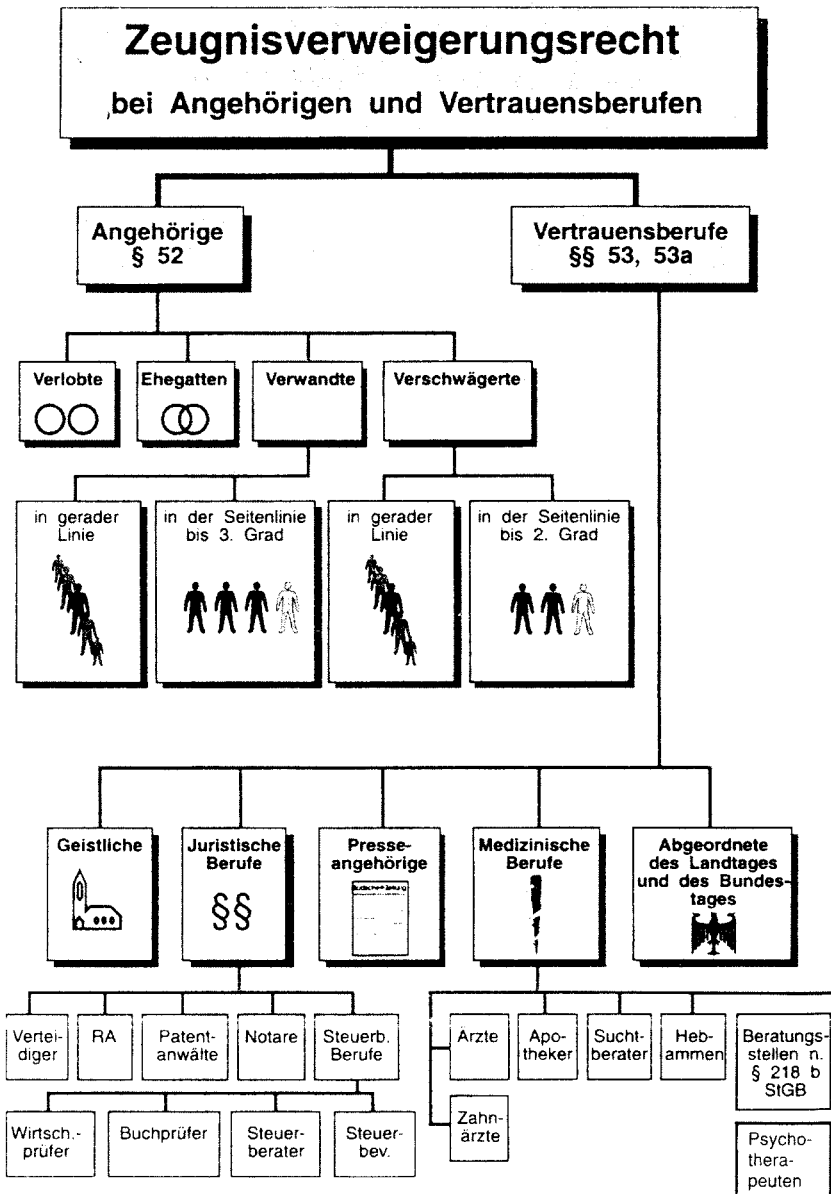 Zeugnisverweigerungsrecht
bei Angehörigen und Vertrauensberufen
Angehörige
§ 52
Vertrauensberufe
§§ 53, 53a
Verlobte
Ehegatten
Verwandte
Verschwägerte
in gerader
Linie
in der Seitenlinie
bis 3. Grad
in gerader
Linie
in der Seitenlinie
bis 2. Grad
Geistliche
Juristische
Berufe
§§
Presse-
angehörige
Medizinische
Berufe
Abgeordnete
des Landtages
und des Bundes-
tages
Vertei-
diger
RA
Patent-
anwälte
Notare
Steuerb.
Berufe
Ärzte
Apo-
theker
Sucht-
berater
Heb-
ammen
Beratungs-
stellen n.
§ 218 b
StGB
Wirtsch.-
prüfer
Buchprüfer
Steuer-
berater
Steuer-
bev.
Zahn-
ärzte
Psycho-
thera-
peuten